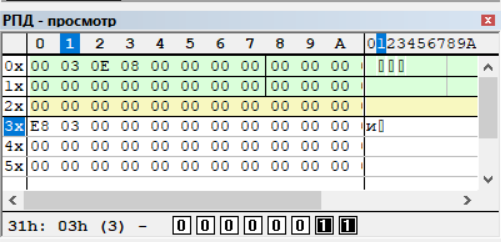 РПД - просмотр
0 1 2 3 4 5 6 7 8 9 A 0123456789A
0x 00 03 0E 08 00 00 00 00 00 00 00
1x 00 00 00 00 00 00 00 00 00 00 00
2x 00 00 00 00 00 00 00 00 00 00 00
3x E8 03 00 00 00 00 00 00 00 00 00 и
4x 00 00 00 00 00 00 00 00 00 00 00
5x 00 00 00 00 00 00 00 00 00 00 00
31h: 03h (3) - 0 0 0 0 0 0 1 1